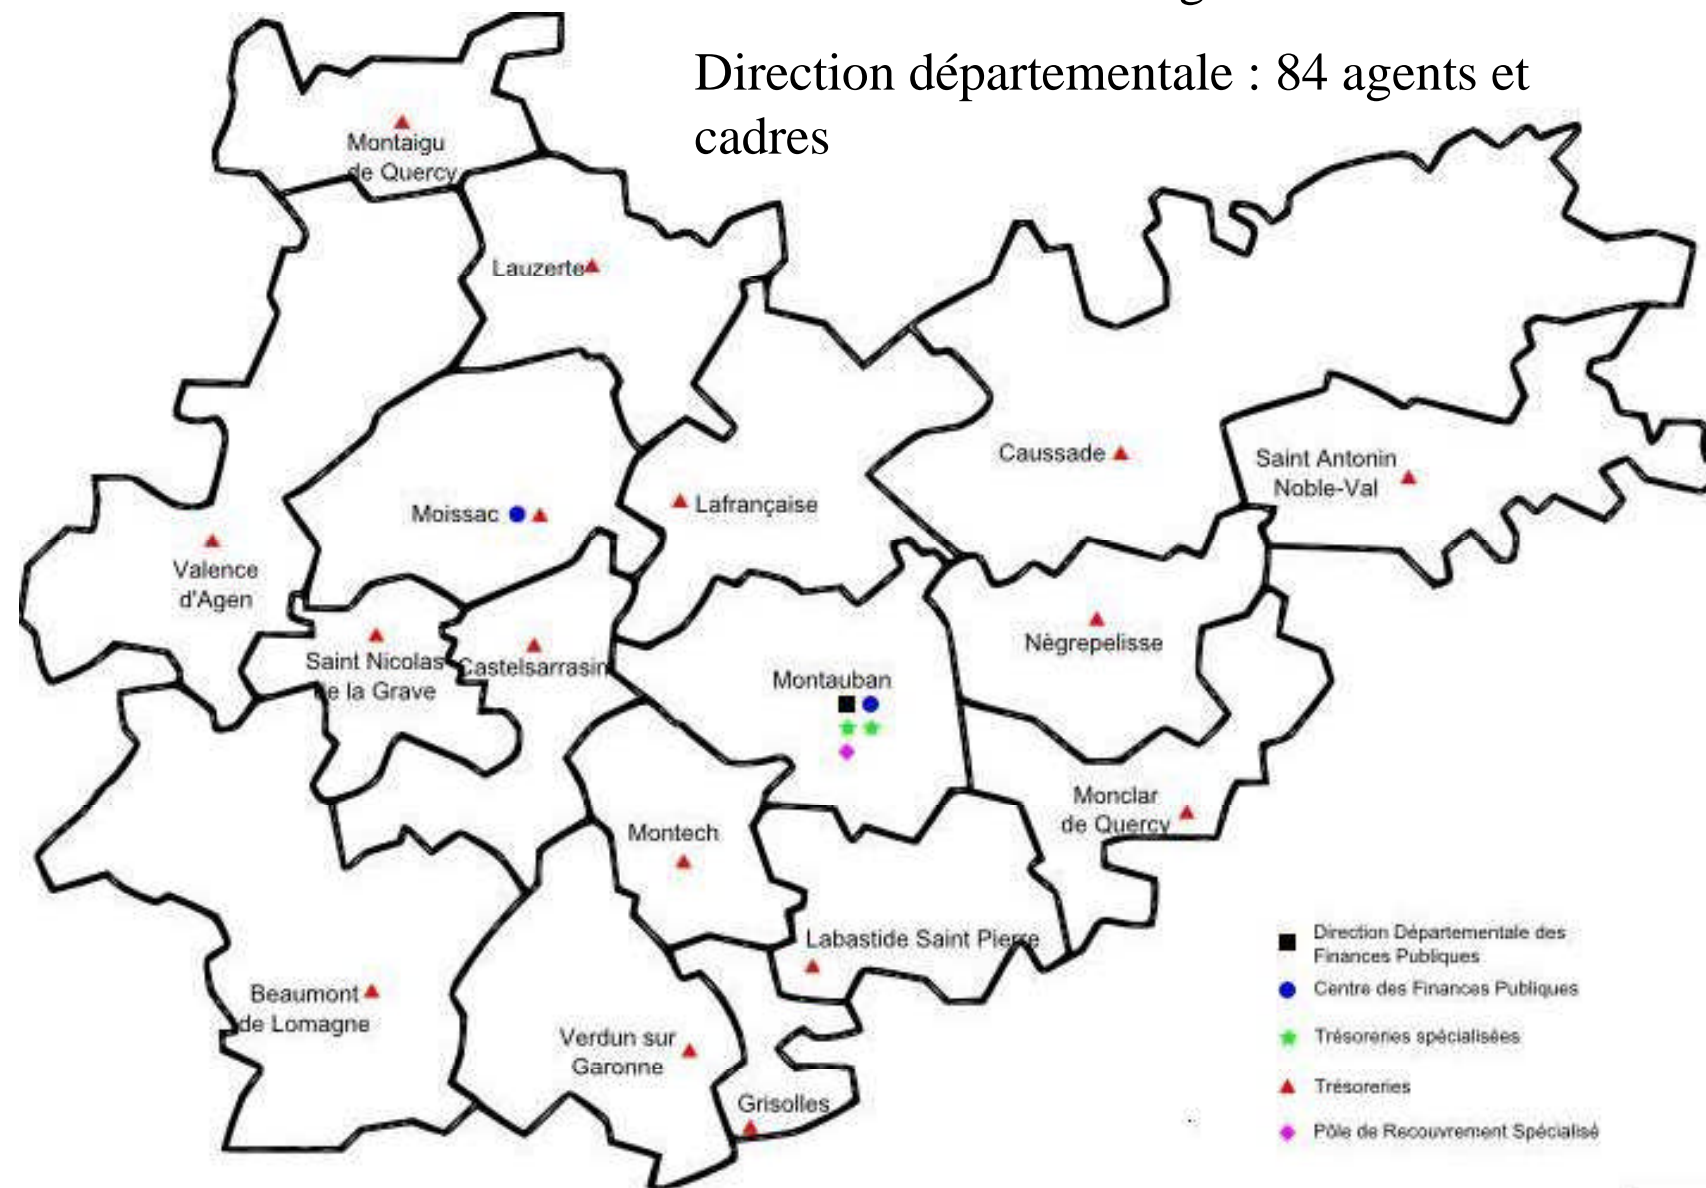 Direction départementale : 84 agents et
cadres
Montaigu
de Quercy
Lauzerte
Caussade
Saint Antonin
Noble-Val
Moissac
Lafrançaise
Valence
d'Agen
Nègrepelisse
Saint Nicolas
de la Grave
Castelsarrasin
Montauban
Monclar
de Quercy
Montech
Labastide Saint Pierre
Beaumont
de Lomagne
Verdun sur
Garonne
Grisolles
Direction Départementale des
Finances Publiques
Centre des Finances Publiques
Trésoreries spécialisées
Trésoreries
Pôle de Recouvrement Spécialisé